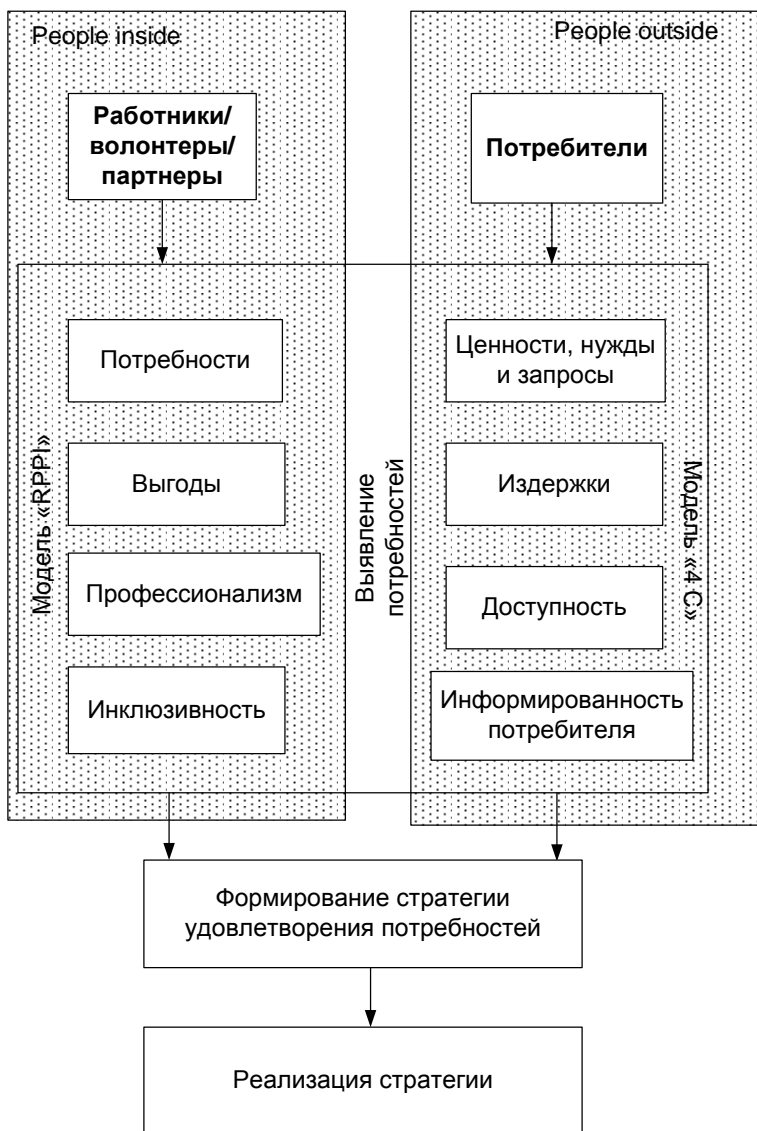 People inside
People outside
Работники/
волонтеры/
партнеры
Потребители
Модель «RPPI»
Потребности
Выгоды
Профессионализм
Инклюзивность
Выявление
потребностей
Ценности, нужды
и запросы
Издержки
Доступность
Информированность
потребителя
Модель «4 С»
Формирование стратегии
удовлетворения потребностей
Реализация стратегии